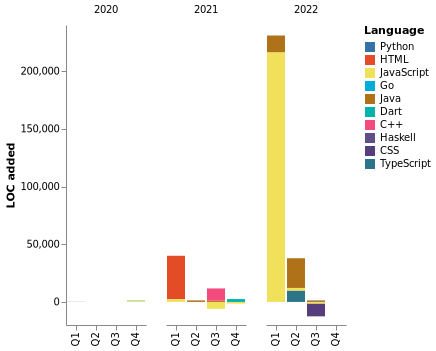 2020 2021 2022
Language
Python
HTML
JavaScript
Go
Java
Dart
C++
Haskell
CSS
TypeScript
LOC added
200,000
150,000
100,000
50,000
0
Q1 Q2 Q3 Q4 Q1 Q2 Q3 Q4 Q1 Q2 Q3 Q4